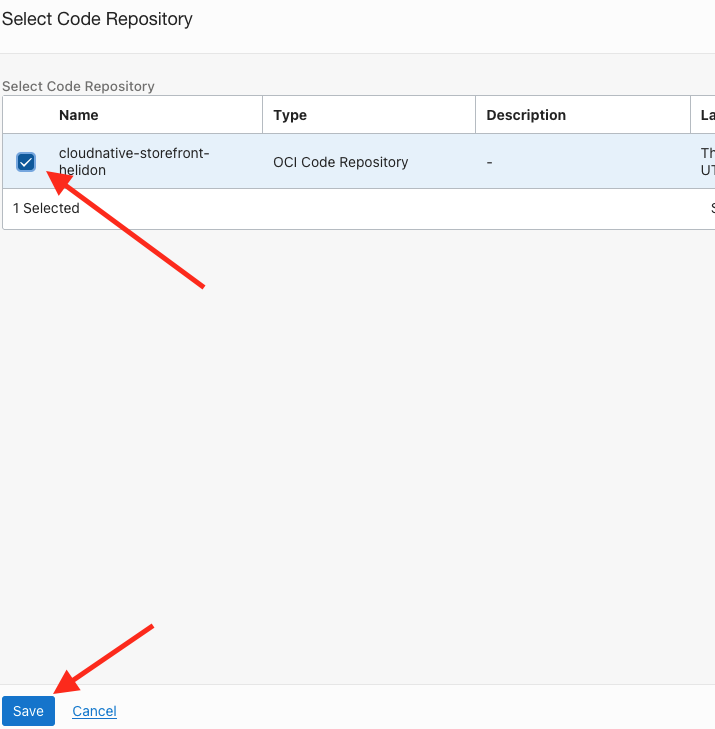 Select Code Repository
Select Code Repository
Name Type Description La
cloudnative-storefront-
helidon
OCI Code Repository
-
Th
UT
1 Selected
S
Save Cancel